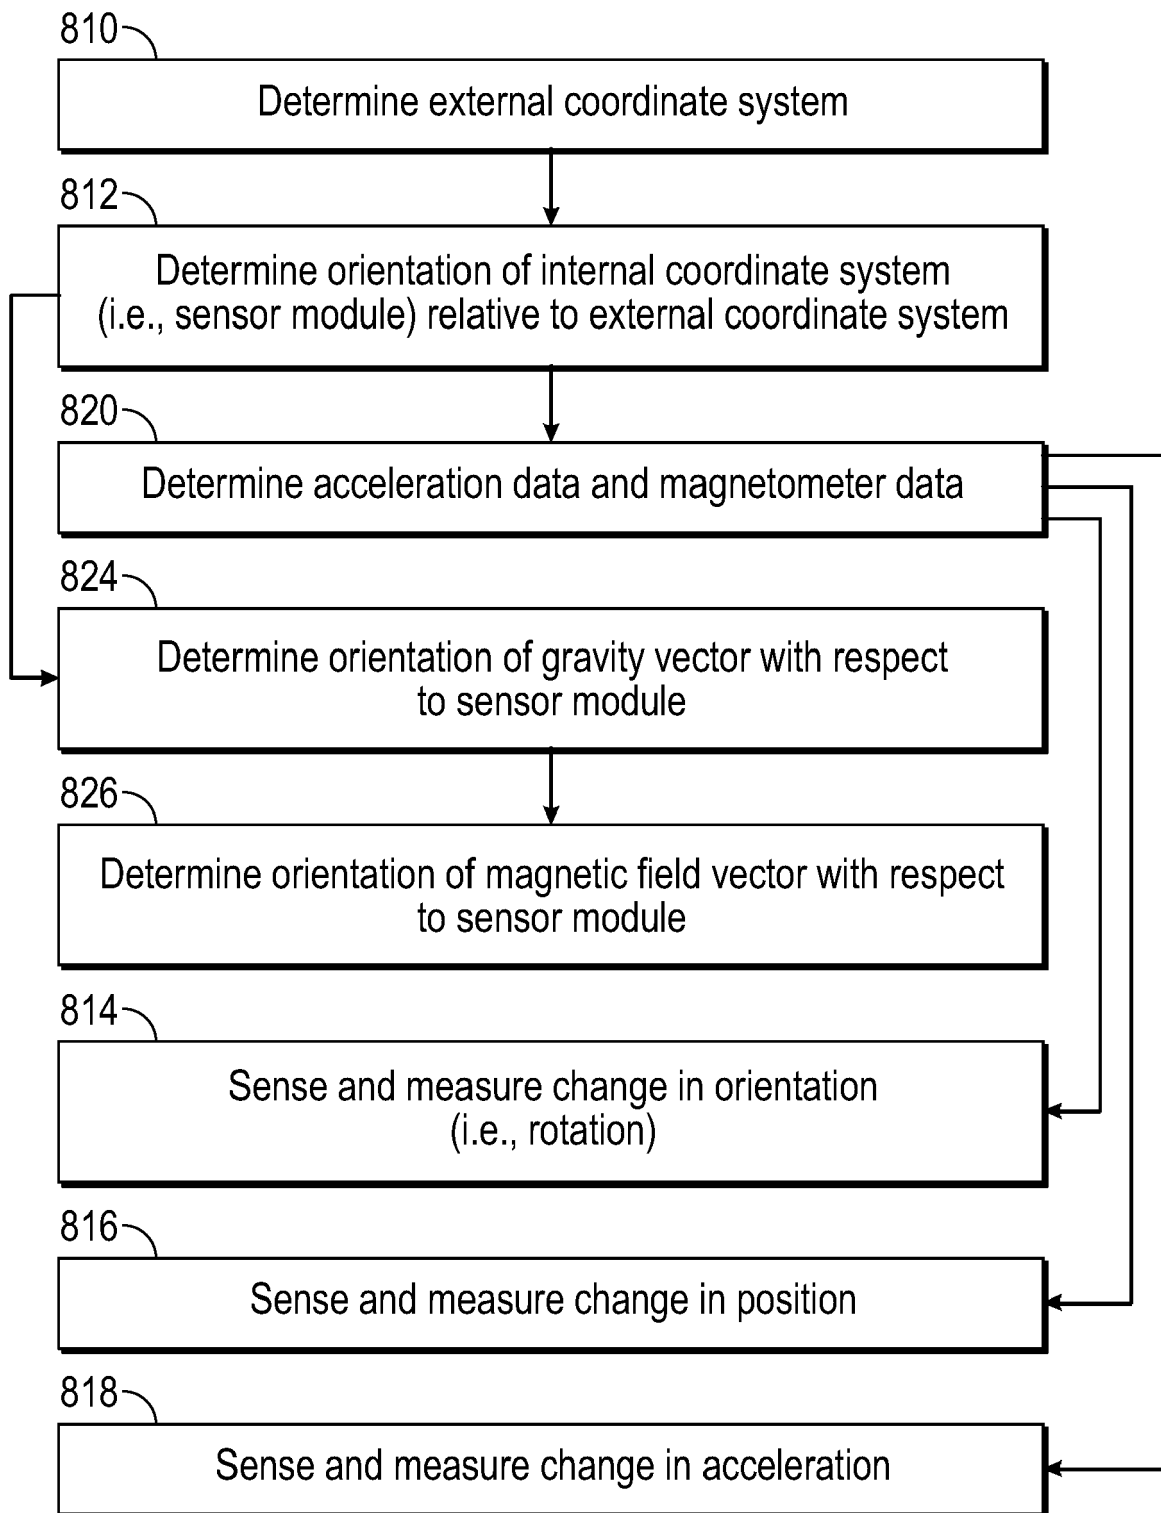 810
Determine external coordinate system
812
Determine orientation of internal coordinate system
(i.e., sensor module) relative to external coordinate system
820
Determine acceleration data and magnetometer data
824
Determine orientation of gravity vector with respect
to sensor module
826
Determine orientation of magnetic field vector with respect
to sensor module
814
Sense and measure change in orientation
(i.e., rotation)
816
Sense and measure change in position
818
Sense and measure change in acceleration